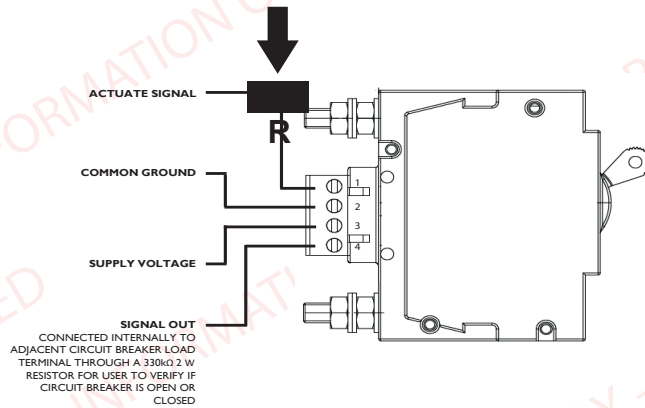 ACTUATE SIGNAL
R
COMMON GROUND
1
2
3
4
SUPPLY VOLTAGE
SIGNAL OUT
CONNECTED INTERNALLY TO
ADJACENT CIRCUIT BREAKER LOAD
TERMINAL THROUGH A 330kΩ 2 W
RESISTOR FOR USER TO VERIFY IF
CIRCUIT BREAKER IS OPEN OR
CLOSED